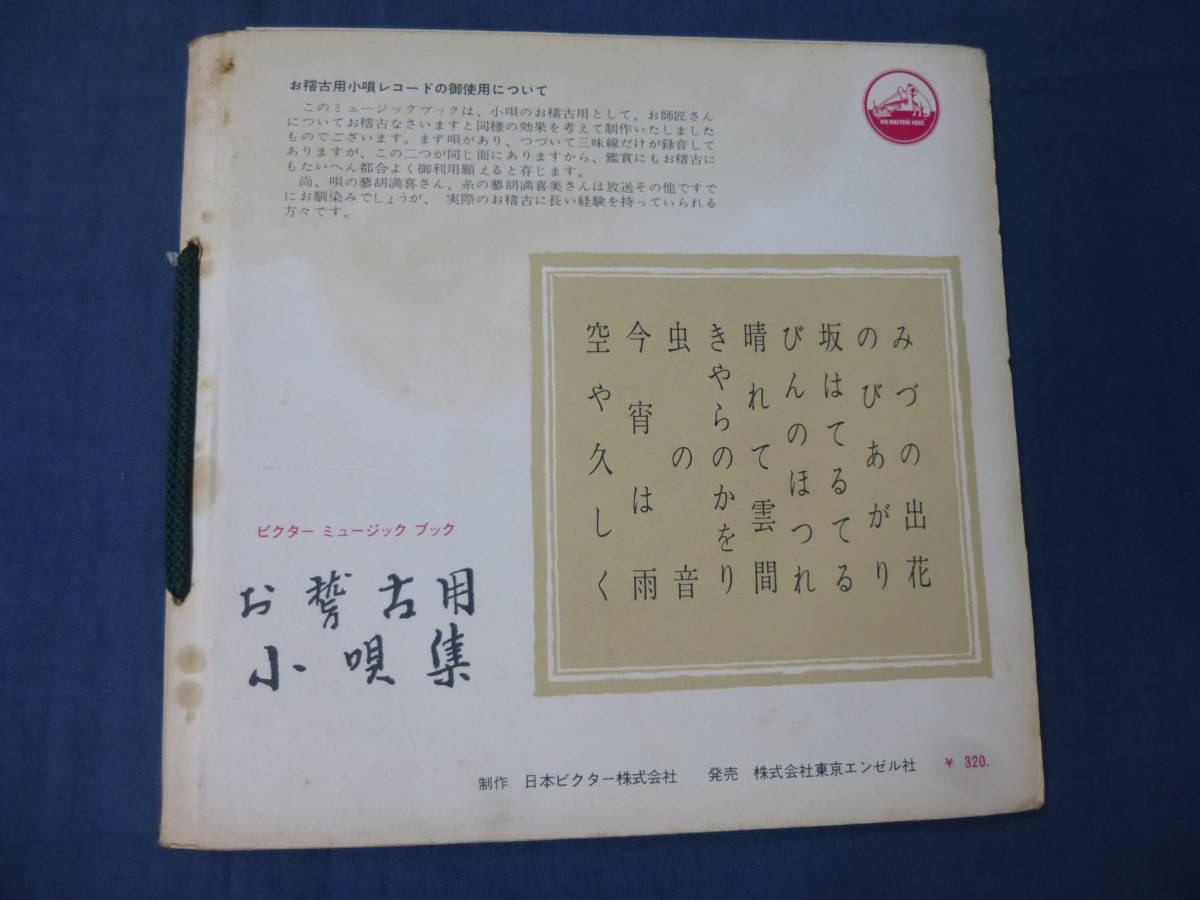 お稽古用小唄レコードの御使用について
このミュージックブックは、小唄のお稽古用として、お師匠さん
についてお稽古なさいますと同様の効果を考えて制作いたしました
ものでございます。まず唄があり、つづいて三味線だけが録音して
ありますが、この二つが同じ面にありますから、鑑賞にもお稽古に
もたいへん都合よく御利用願えると存じます。
尚、唄の蓼胡満喜さん、糸の蓼胡満喜美さんは放送その他ですで
にお馴染みでしょうが、実際のお稽古に長い経験を持っていられる
方々です。
HIS MASTER'S VOICE
みづの出花
のびあがり
坂はてるてる
びんのほつれ
晴れて雲間
きやらのかをり
虫の音
今宵は雨
空や久しく
ビクター ミュージック ブック
お稽古用
小唄集
制作 日本ビクター株式会社 発売 株式会社東京エンゼル社 ¥ 320.